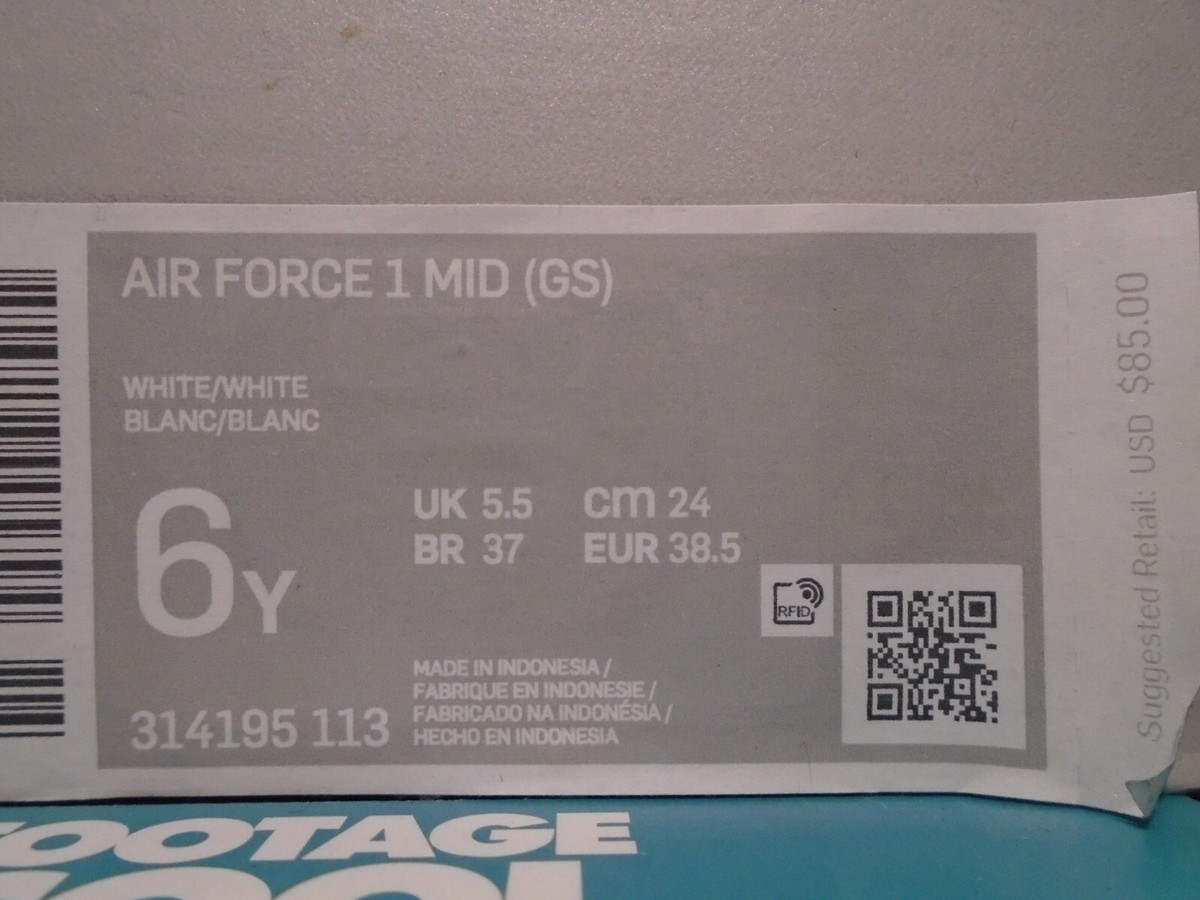 AIR FORCE 1 MID (GS)
WHITE/WHITE
BLANC/BLANC
6Y
UK 5.5 cm 24
BR 37 EUR 38.5
RFID
MADE IN INDONESIA /
FABRIQUE EN INDONESIE /
FABRICADO NA INDONÉSIA /
HECHO EN INDONESIA
314195 113
Suggested Retail: USD $85.00
FOOTAGE